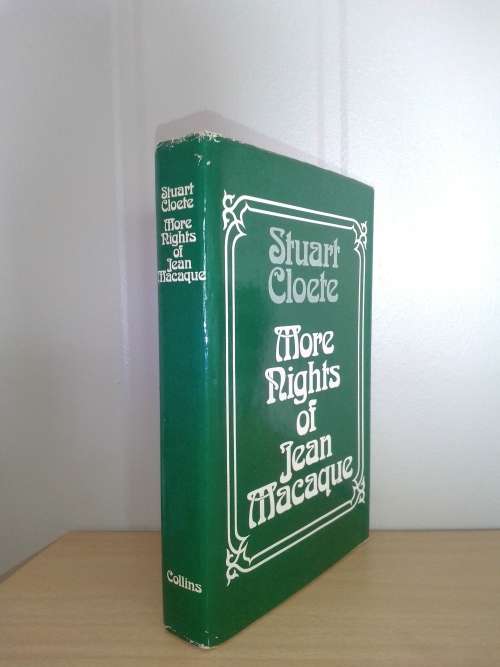 Stuart
Cloete
More
Nights
of
Jean
Macaque
Collins
Stuart
Cloete
More
Nights
of
Jean
Macaque